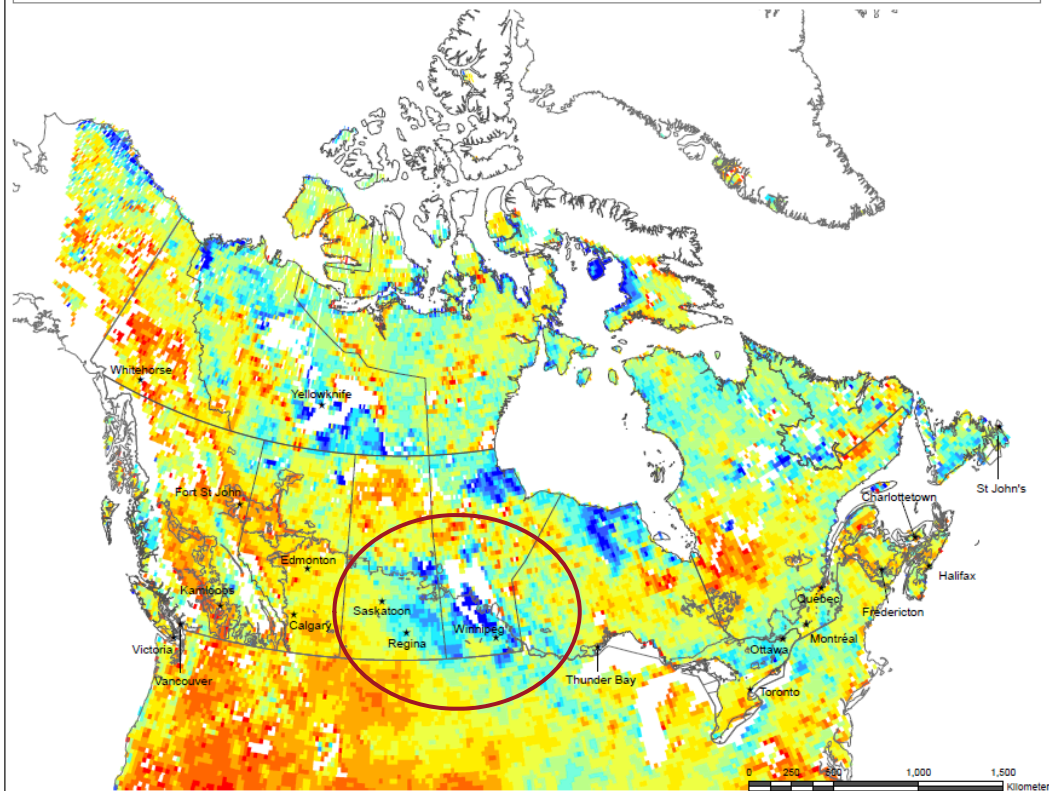 Whitehorse
Yellowknife
Fort St John
St John's
Charlottetown
Edmonton
Halifax
Saskatoon
Kamloops
Québec
Fredericton
Calgary
Winnipeg
Regina
Montréal
Victoria
Ottawa
Vancouver
Thunder Bay
Toronto
0 250 500 1,000 1,500
Kilometer